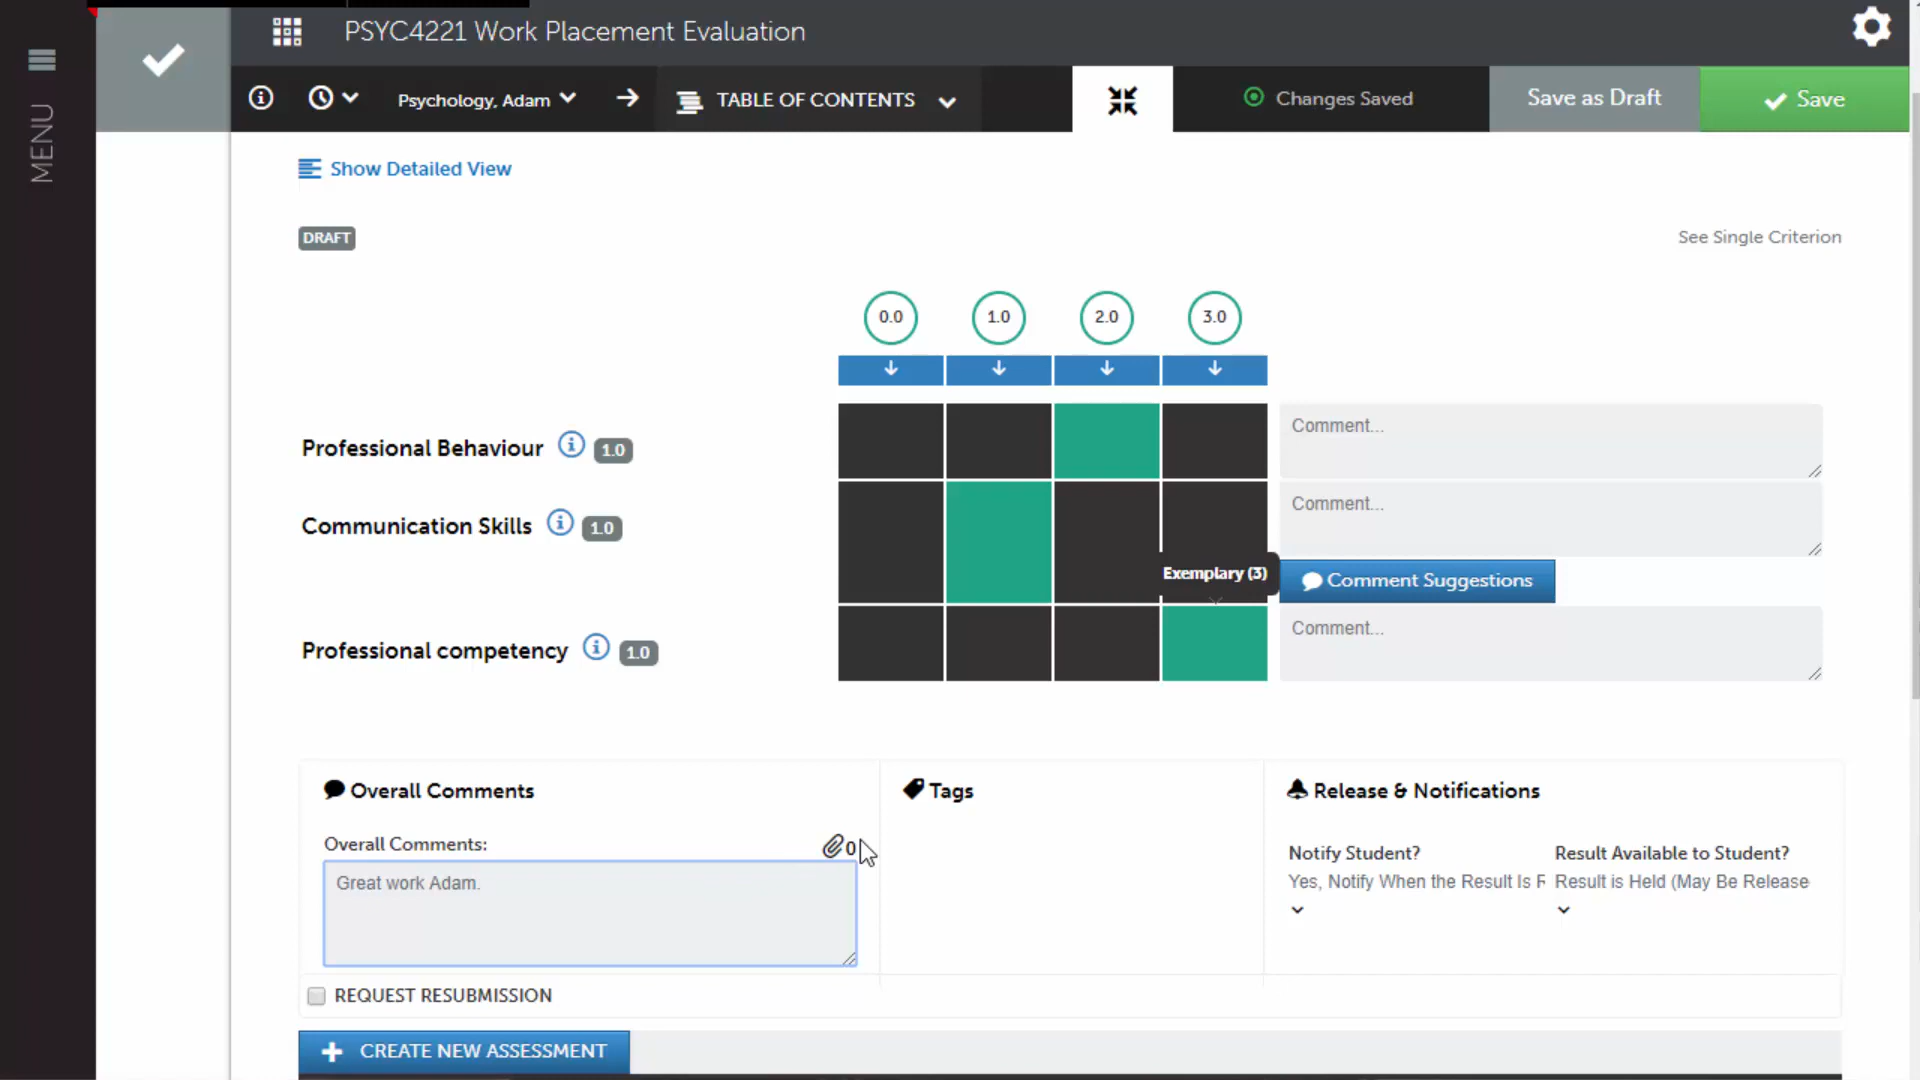 MENU
PSYC4221 Work Placement Evaluation
Psychology, Adam
TABLE OF CONTENTS
Changes Saved
Save as Draft
Save
Show Detailed View
DRAFT
See Single Criterion
0.0
1.0
2.0
3.0
Professional Behaviour 1.0
Comment...
Communication Skills 1.0
Comment...
Exemplary (3)
Comment Suggestions
Professional competency 1.0
Comment...
Overall Comments
Tags
Release & Notifications
Overall Comments:
0
Great work Adam.
Notify Student?
Yes, Notify When the Result Is R
Result Available to Student?
Result is Held (May Be Release
REQUEST RESUBMISSION
CREATE NEW ASSESSMENT